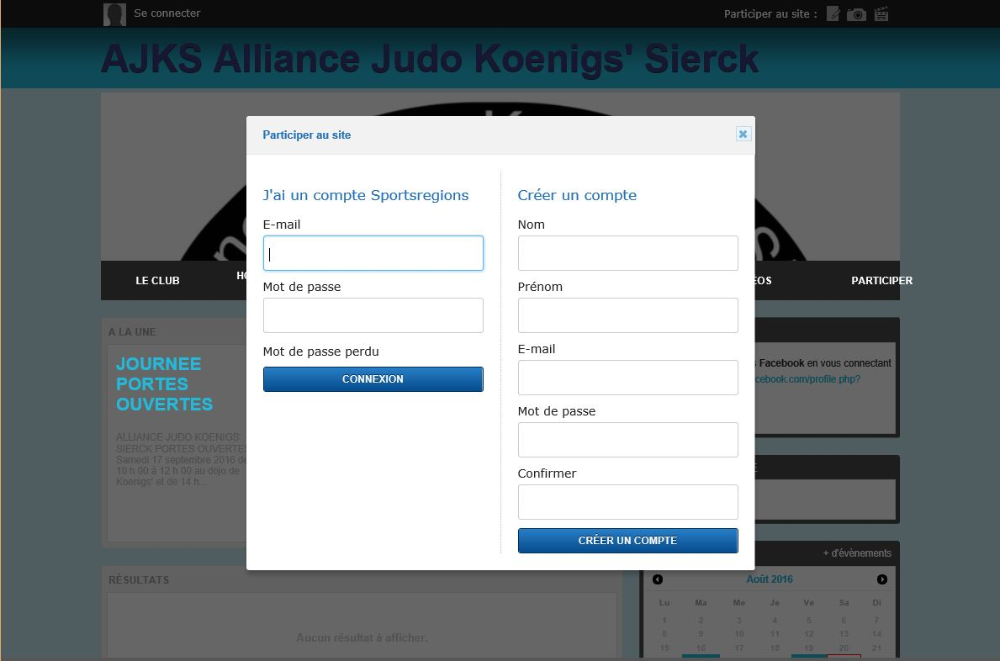 Se connecter
Participer au site :
AJKS Alliance Judo Koenigs' Sierck
Participer au site
J'ai un compte Sportsregions
E-mail
Mot de passe
Mot de passe perdu
CONNEXION
Créer un compte
Nom
Prénom
E-mail
Mot de passe
Confirmer
CRÉER UN COMPTE
LE CLUB
PARTICIPER
A LA UNE
JOURNEE
PORTES
OUVERTES
ALLIANCE JUDO KOENIGS'
SIERCK PORTES OUVERTES
Samedi 17 septembre 2016 de
10 h 00 à 12 h 00 au dojo de
Koenigs' et de 14 h...
Facebook en vous connectant
cebook.com/profile.php?
RÉSULTATS
Aucun résultat à afficher.
+ d'évènements
Août 2016
Lu Ma Me Je Ve Sa Di
1 2 3 4 5 6 7
8 9 10 11 12 13 14
15 16 17 18 19 20 21